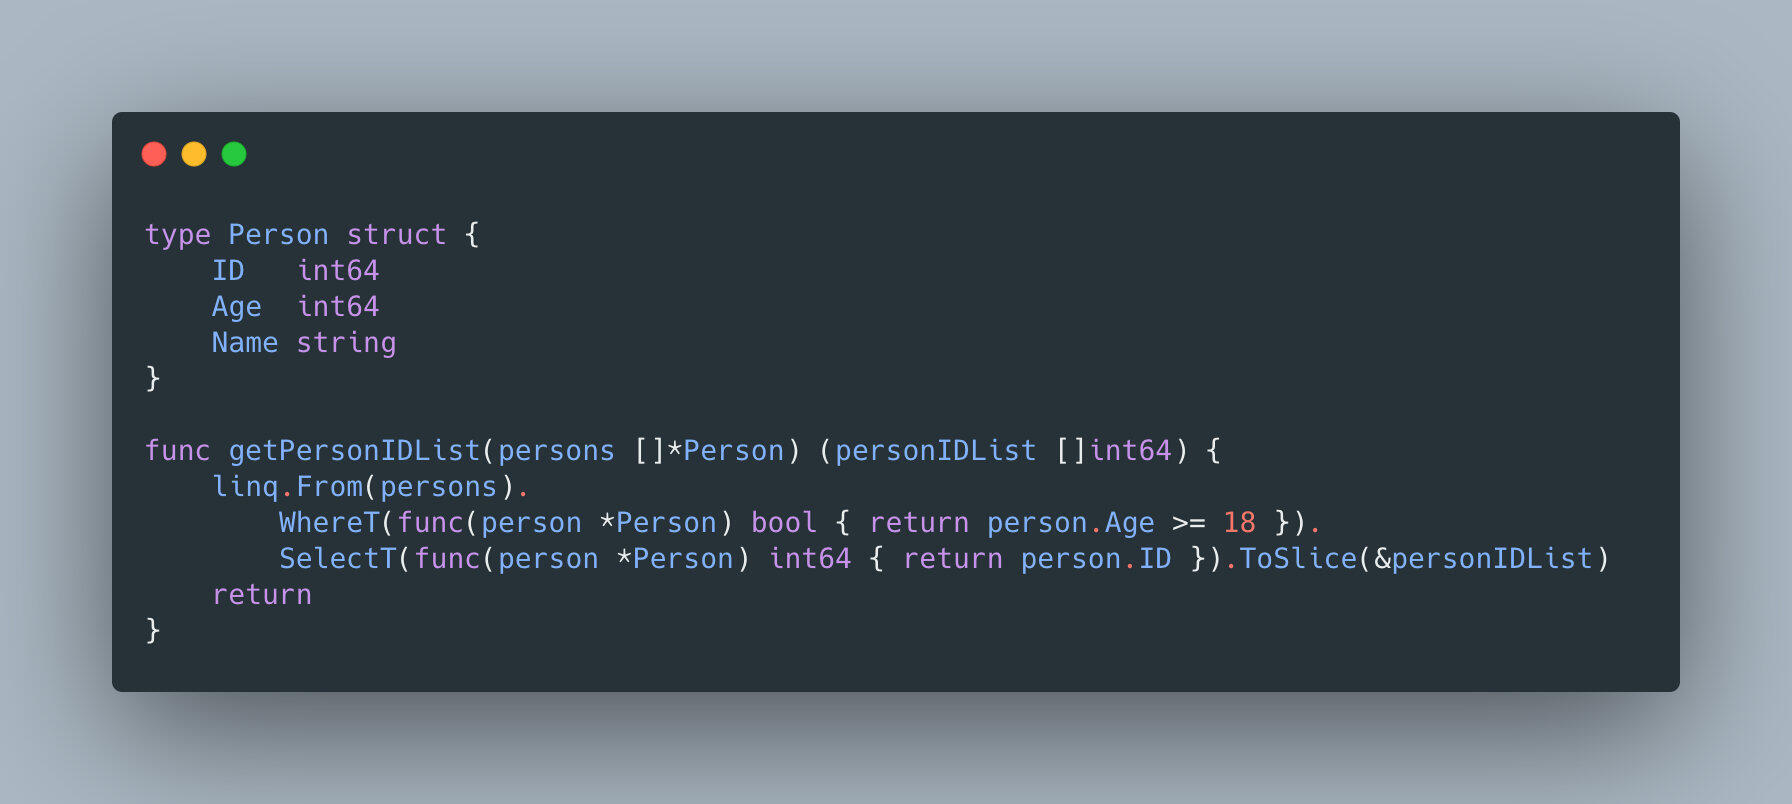 type Person struct {
    ID   int64
    Age  int64
    Name string
}

func getPersonIDList(persons []*Person) (personIDList []int64) {
    linq.From(persons).
        WhereT(func(person *Person) bool { return person.Age >= 18 }).
        SelectT(func(person *Person) int64 { return person.ID }).ToSlice(&personIDList)
    return
}